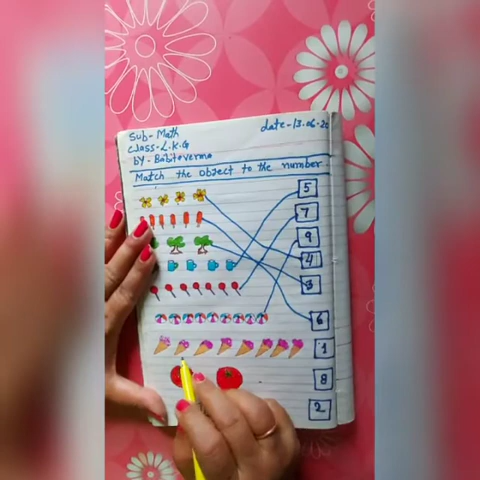 Sub- Math
date-13.06-20
Class- L.K.G
by- Babitaverma
Match the object to the number.
5
7
9
4
3
6
1
8
2